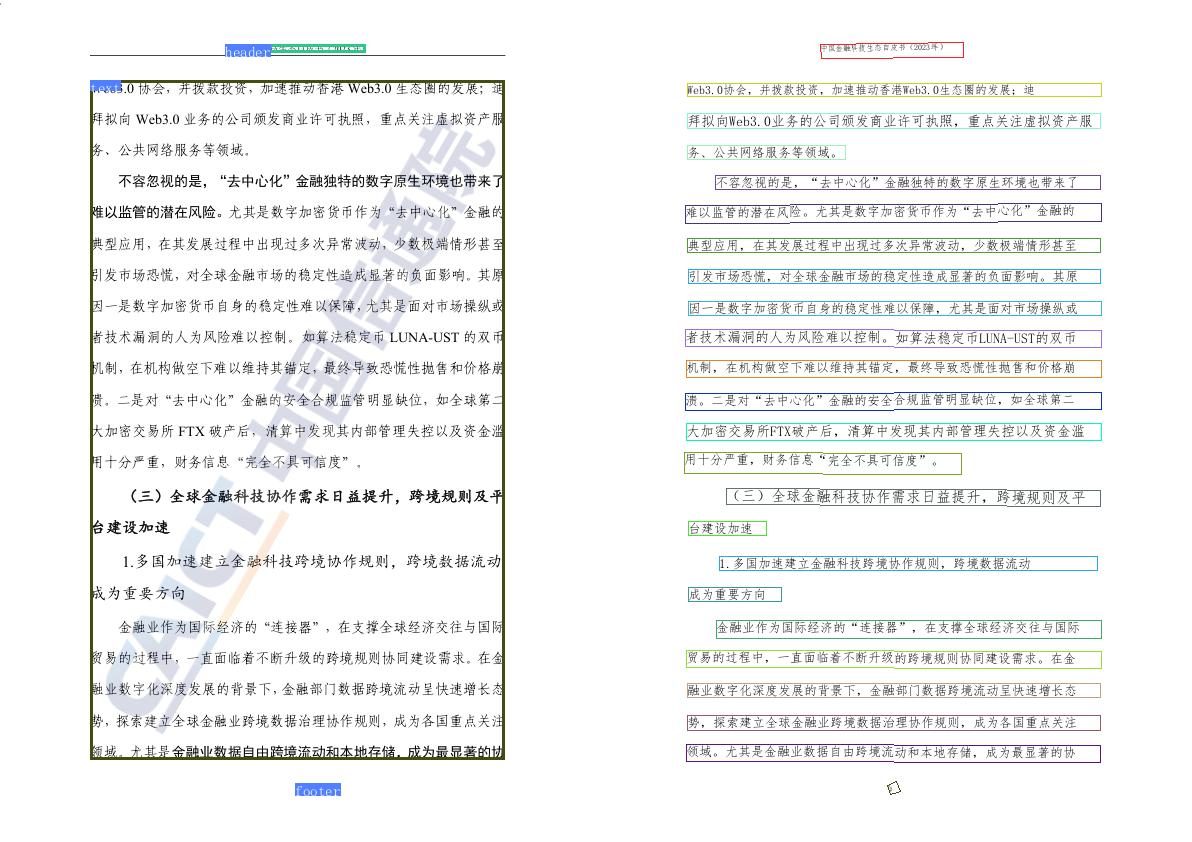 header
text
Web3.0 协会，并拨款投资，加速推动香港 Web3.0 生态圈的发展；迪
拜拟向 Web3.0 业务的公司颁发商业许可执照，重点关注虚拟资产服
务、公共网络服务等领域。
不容忽视的是，“去中心化”金融独特的数字原生环境也带来了
难以监管的潜在风险。尤其是数字加密货币作为“去中心化”金融的
典型应用，在其发展过程中出现过多次异常波动，少数极端情形甚至
引发市场恐慌，对全球金融市场的稳定性造成显著的负面影响。其原
因一是数字加密货币自身的稳定性难以保障，尤其是面对市场操纵或
者技术漏洞的人为风险难以控制。如算法稳定币 LUNA-UST 的双币
机制，在机构做空下难以维持其锚定，最终导致恐慌性抛售和价格崩
溃。二是对“去中心化”金融的安全合规监管明显缺位，如全球第二
大加密交易所 FTX 破产后，清算中发现其内部管理失控以及资金滥
用十分严重，财务信息“完全不具可信度”。
（三）全球金融科技协作需求日益提升，跨境规则及平
台建设加速
1.多国加速建立金融科技跨境协作规则，跨境数据流动
成为重要方向
金融业作为国际经济的“连接器”，在支撑全球经济交往与国际
贸易的过程中，一直面临着不断升级的跨境规则协同建设需求。在金
融业数字化深度发展的背景下，金融部门数据跨境流动呈快速增长态
势，探索建立全球金融业跨境数据治理协作规则，成为各国重点关注
领域。尤其是金融业数据自由跨境流动和本地存储，成为最显著的协
footer
CAICT 中国信通院
中国金融科技生态白皮书（2023年）
Web3.0协会，并拨款投资，加速推动香港Web3.0生态圈的发展；迪
拜拟向Web3.0业务的公司颁发商业许可执照，重点关注虚拟资产服
务、公共网络服务等领域。
不容忽视的是，“去中心化”金融独特的数字原生环境也带来了
难以监管的潜在风险。尤其是数字加密货币作为“去中心化”金融的
典型应用，在其发展过程中出现过多次异常波动，少数极端情形甚至
引发市场恐慌，对全球金融市场的稳定性造成显著的负面影响。其原
因一是数字加密货币自身的稳定性难以保障，尤其是面对市场操纵或
者技术漏洞的人为风险难以控制。如算法稳定币LUNA-UST的双币
机制，在机构做空下难以维持其锚定，最终导致恐慌性抛售和价格崩
溃。二是对“去中心化”金融的安全合规监管明显缺位，如全球第二
大加密交易所FTX破产后，清算中发现其内部管理失控以及资金滥
用十分严重，财务信息“完全不具可信度”。
（三）全球金融科技协作需求日益提升，跨境规则及平
台建设加速
1.多国加速建立金融科技跨境协作规则，跨境数据流动
成为重要方向
金融业作为国际经济的“连接器”，在支撑全球经济交往与国际
贸易的过程中，一直面临着不断升级的跨境规则协同建设需求。在金
融业数字化深度发展的背景下，金融部门数据跨境流动呈快速增长态
势，探索建立全球金融业跨境数据治理协作规则，成为各国重点关注
领域。尤其是金融业数据自由跨境流动和本地存储，成为最显著的协